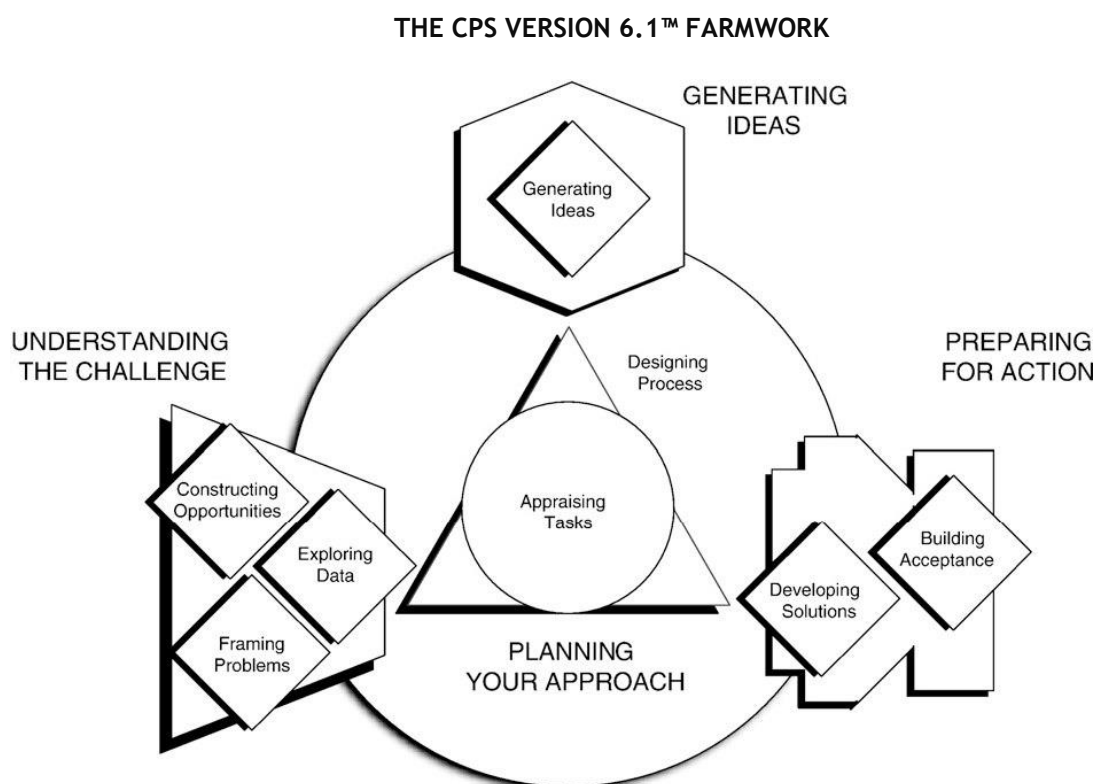 THE CPS VERSION 6.1™ FARMWORK
GENERATING
IDEAS
Generating
Ideas
UNDERSTANDING
THE CHALLENGE
PREPARING
FOR ACTION
Designing
Process
Constructing
Opportunities
Exploring
Data
Framing
Problems
Appraising
Tasks
Building
Acceptance
Developing
Solutions
PLANNING
YOUR APPROACH